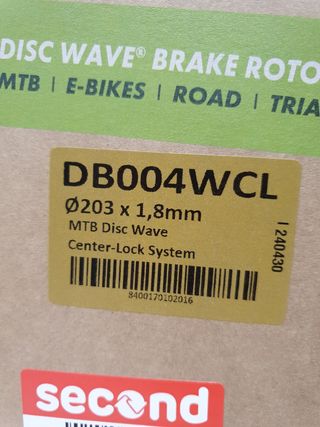 DISC WAVE® BRAKE ROTO
MTB | E-BIKES | ROAD | TRIA
DB004WCL
Ø203 x 1,8mm
MTB Disc Wave
Center-Lock System
8400170102016
I 240430
second